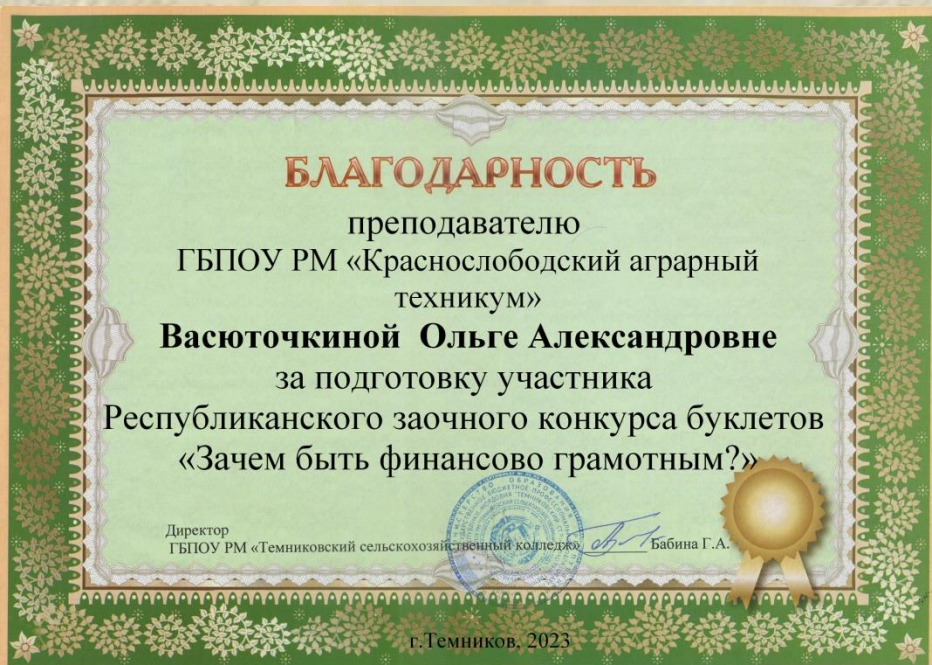 БЛАГОДАРНОСТЬ
преподавателю
ГБПОУ РМ «Краснослободский аграрный
техникум»
Васюточкиной Ольге Александровне
за подготовку участника
Республиканского заочного конкурса буклетов
«Зачем быть финансово грамотным?»
Директор
ГБПОУ РМ «Темниковский сельскохозяйственный колледж» Бабина Г.А.
г.Темников, 2023